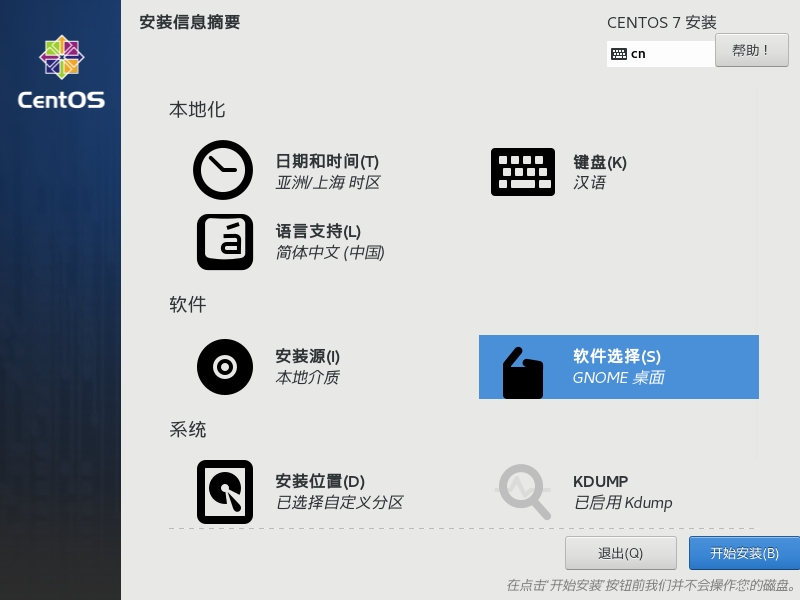 安装信息摘要
CENTOS 7 安装
cn
帮助！
CentOS
本地化
日期和时间(T)
亚洲/上海 时区
键盘(K)
汉语
á
语言支持(L)
简体中文 (中国)
软件
安装源(I)
本地介质
软件选择(S)
GNOME 桌面
系统
安装位置(D)
已选择自定义分区
KDUMP
已启用 Kdump
退出(Q)
开始安装(B)
在点击'开始安装'按钮前我们并不会操作您的磁盘。